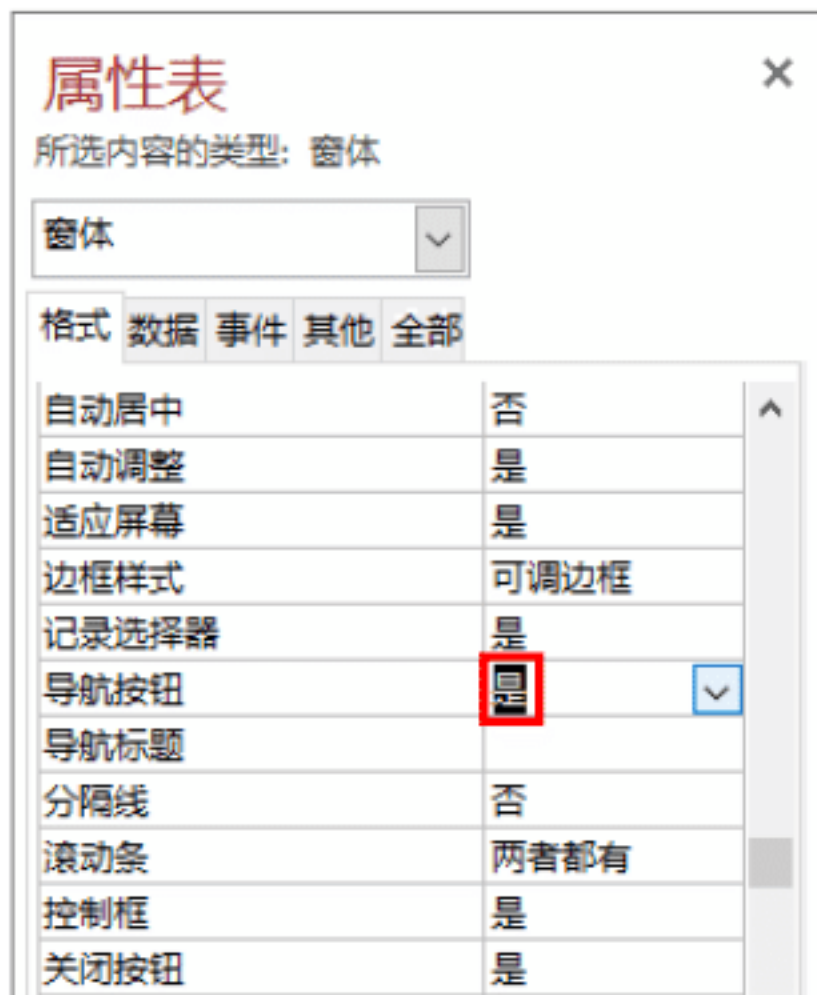 属性表
所选内容的类型: 窗体
窗体
格式 数据 事件 其他 全部
自动居中 否
自动调整 是
适应屏幕 是
边框样式 可调边框
记录选择器 是
导航按钮 是
导航标题
分隔线 否
滚动条 两者都有
控制框 是
关闭按钮 是